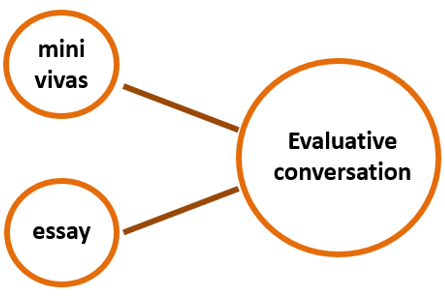 mini
vivas
Evaluative
conversation
essay